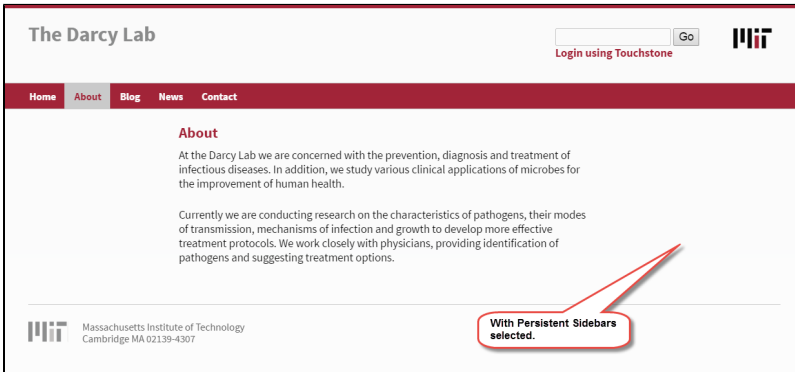 The Darcy Lab
Go
Login using Touchstone
MIT
Home About Blog News Contact
About
At the Darcy Lab we are concerned with the prevention, diagnosis and treatment of
infectious diseases. In addition, we study various clinical applications of microbes for
the improvement of human health.
Currently we are conducting research on the characteristics of pathogens, their modes
of transmission, mechanisms of infection and growth to develop more effective
treatment protocols. We work closely with physicians, providing identification of
pathogens and suggesting treatment options.
With Persistent Sidebars
selected.
MIT
Massachusetts Institute of Technology
Cambridge MA 02139-4307